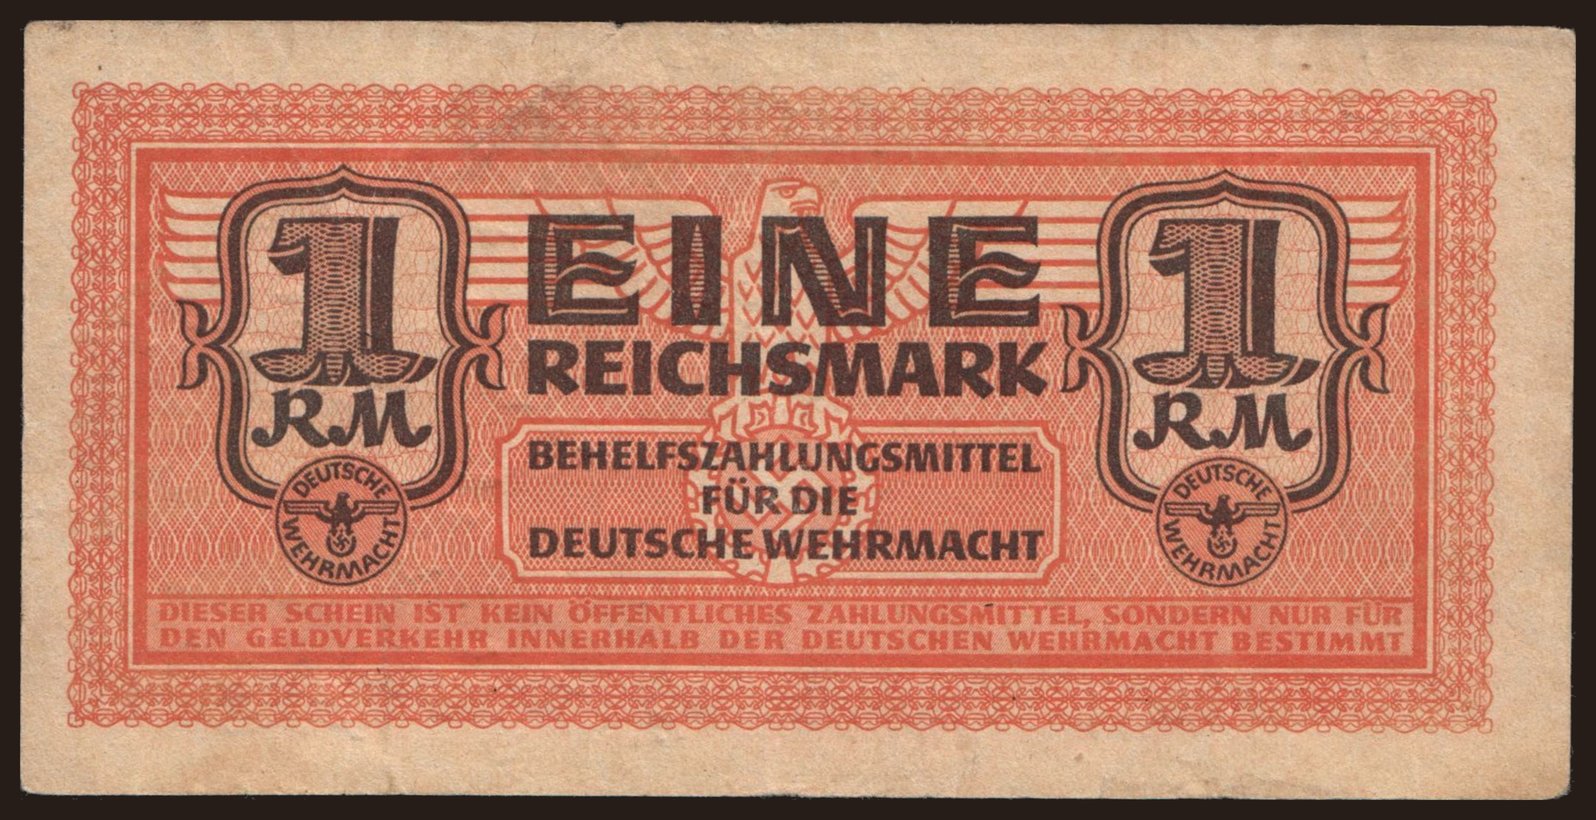 1
RM
DEUTSCHE
WEHRMACHT
EINE
REICHSMARK
BEHELFSZAHLUNGSMITTEL
FÜR DIE
DEUTSCHE WEHRMACHT
1
RM
DEUTSCHE
WEHRMACHT
DIESER SCHEIN IST KEIN ÖFFENTLICHES ZAHLUNGSMITTEL, SONDERN NUR FÜR
DEN GELDVERKEHR INNERHALB DER DEUTSCHEN WEHRMACHT BESTIMMT